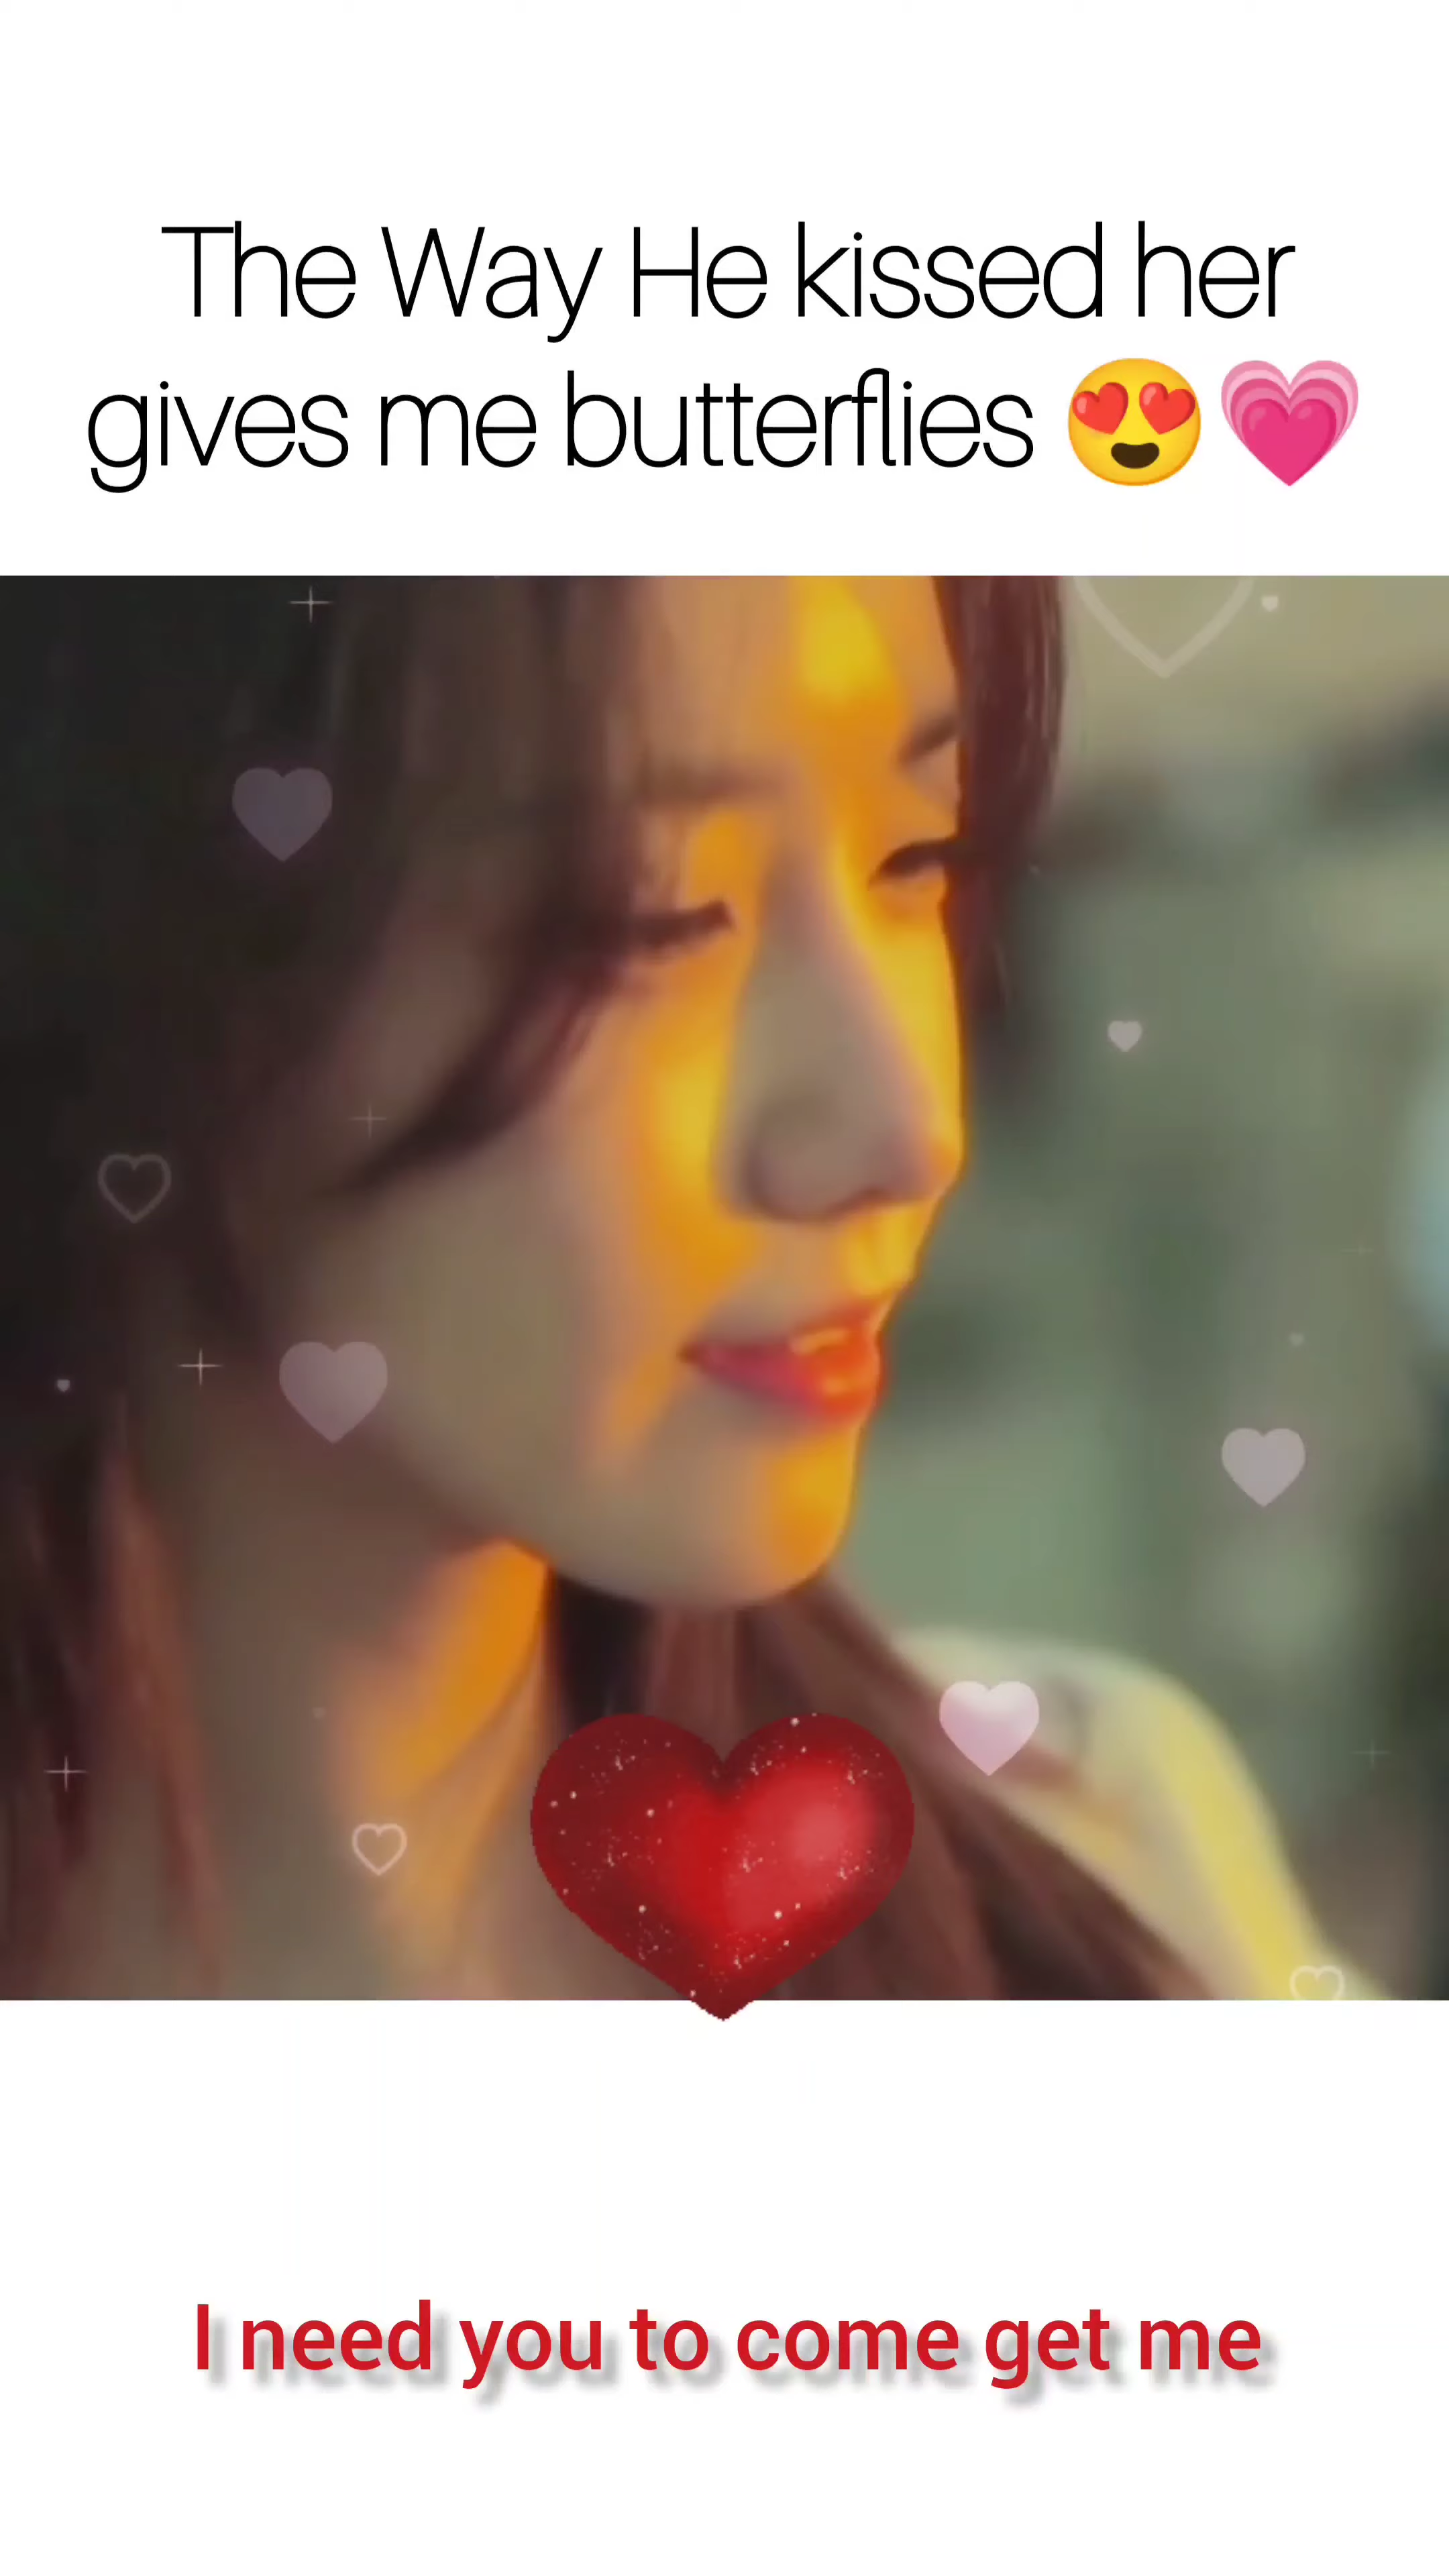 The Way He kissed her
gives me butterflies 😍💗
I need you to come get me